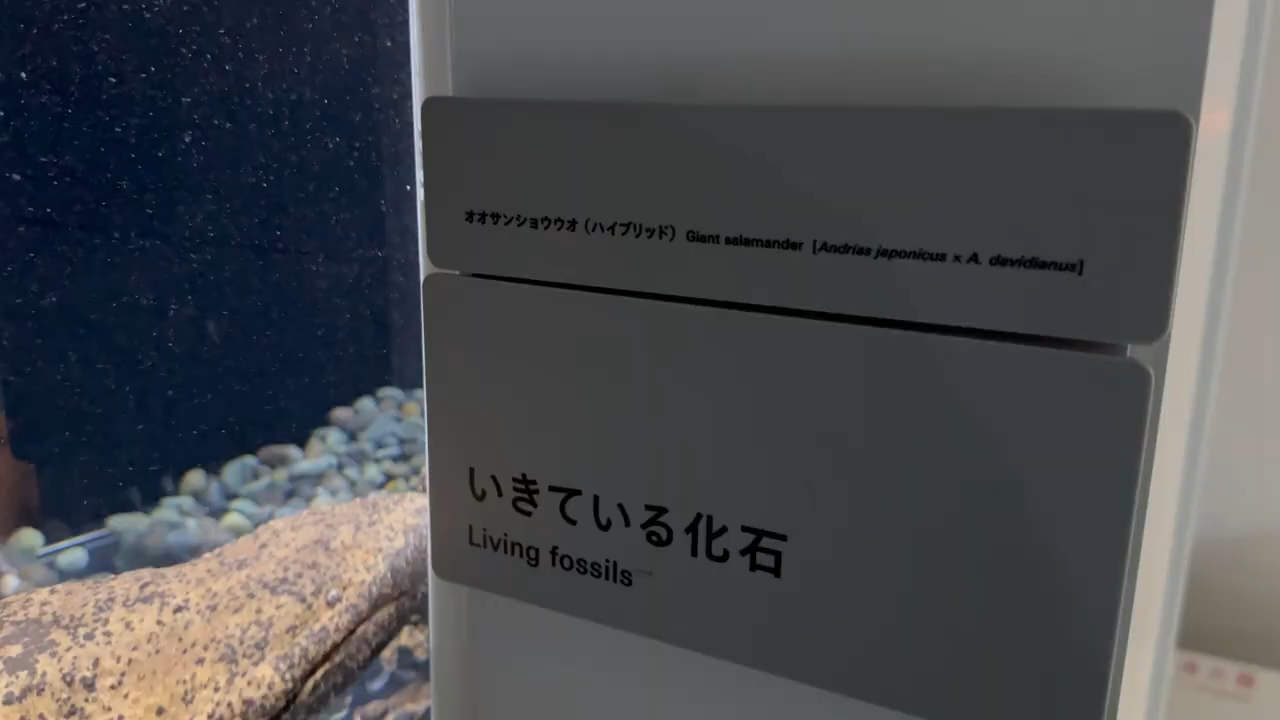 オオサンショウウオ（ハイブリッド） Giant salamander [Andrias japonicus × A. davidianus]
いきている化石
Living fossils